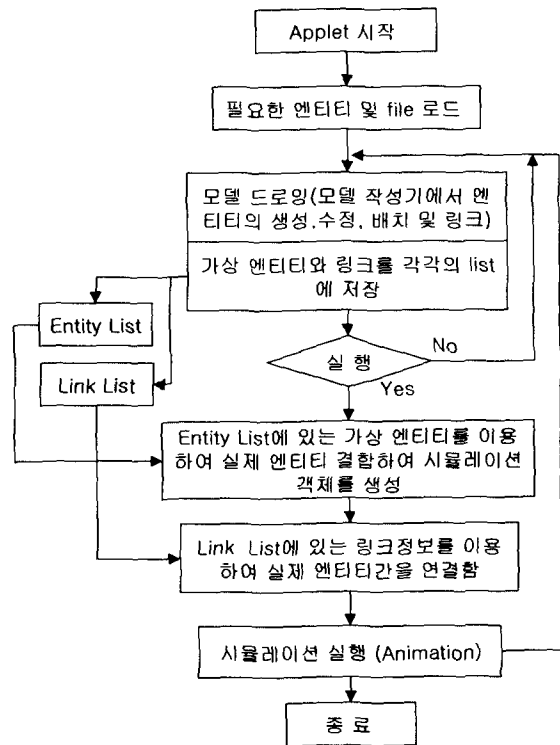 Applet 시작
필요한 엔티티 및 file 로드
모델 드로잉(모델 작성기에서 엔
티티의 생성.수정, 배치 및 링크)
가상 엔티티와 링크를 각각의 list
에 저장
Entity List
Link List
실 행
No
Yes
Entity List에 있는 가상 엔티티를 이용
하여 실제 엔티티 결합하여 시뮬레이션
객체를 생성
Link List에 있는 링크정보를 이용
하여 실제 엔티티간을 연결함
시뮬레이션 실행 (Animation)
종 료